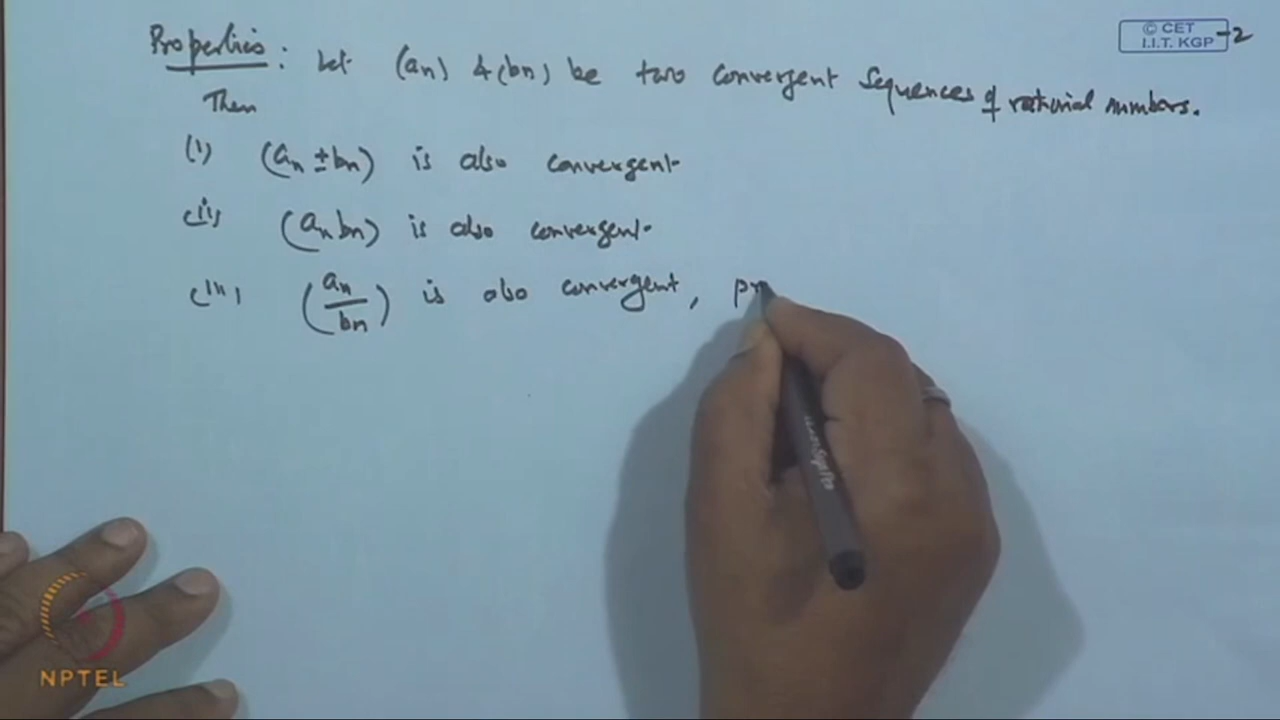 © CET
I.I.T. KGP -2
Properties : Let (an) & (bn) be two convergent sequences of rational numbers.
Then
(i) (an ± bn) is also convergent.
(ii) (an bn) is also convergent.
(iii) (an/bn) is also convergent, pr
NPTEL